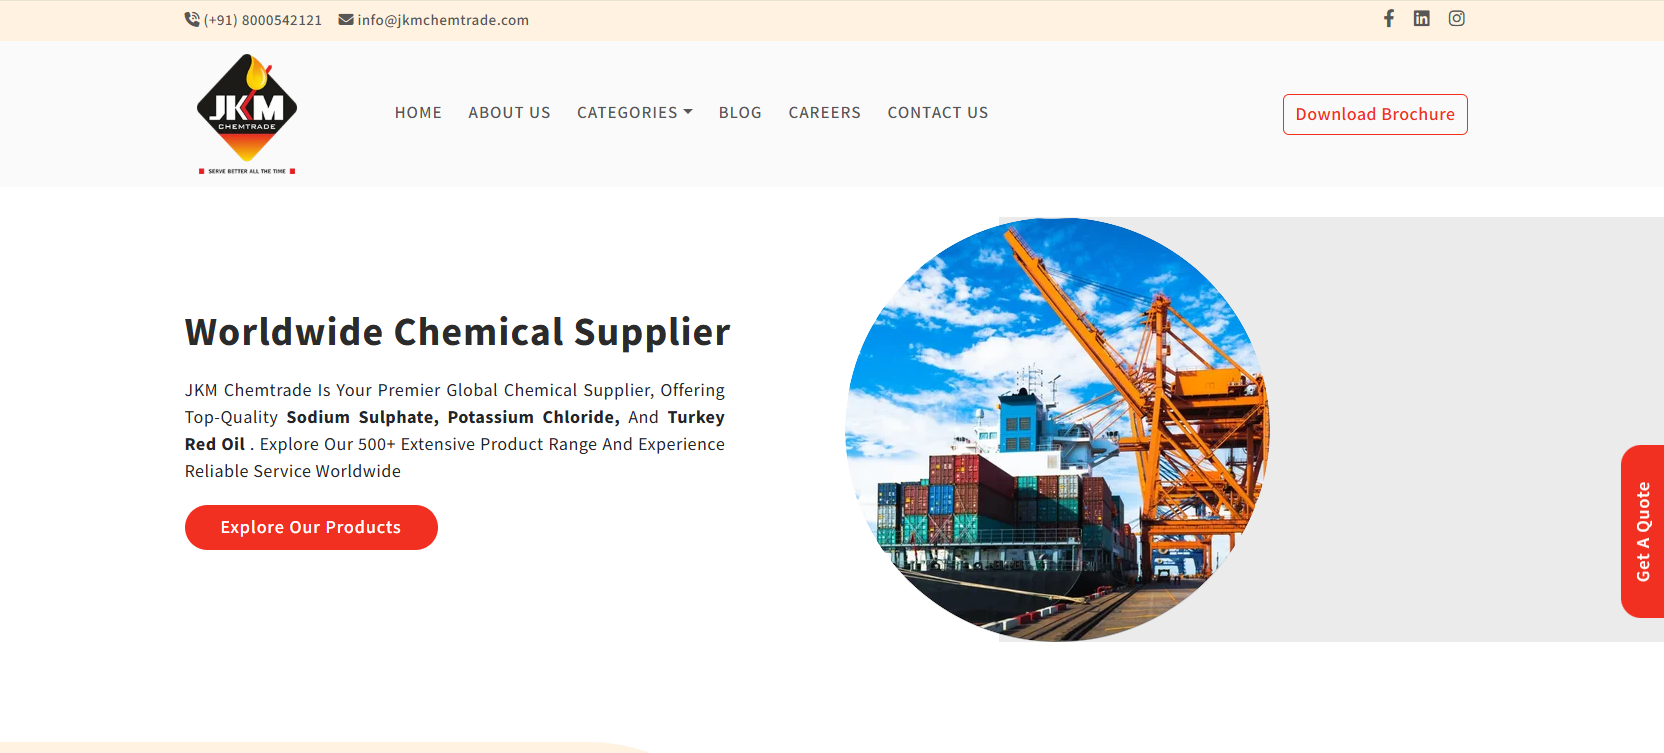 (+91) 8000542121 info@jkmchemtrade.com
JKM
CHEMTRADE
SERVE BETTER ALL THE TIME
HOME ABOUT US CATEGORIES BLOG CAREERS CONTACT US
Download Brochure
Worldwide Chemical Supplier
JKM Chemtrade Is Your Premier Global Chemical Supplier, Offering
Top-Quality Sodium Sulphate, Potassium Chloride, And Turkey
Red Oil . Explore Our 500+ Extensive Product Range And Experience
Reliable Service Worldwide
Explore Our Products
Get A Quote